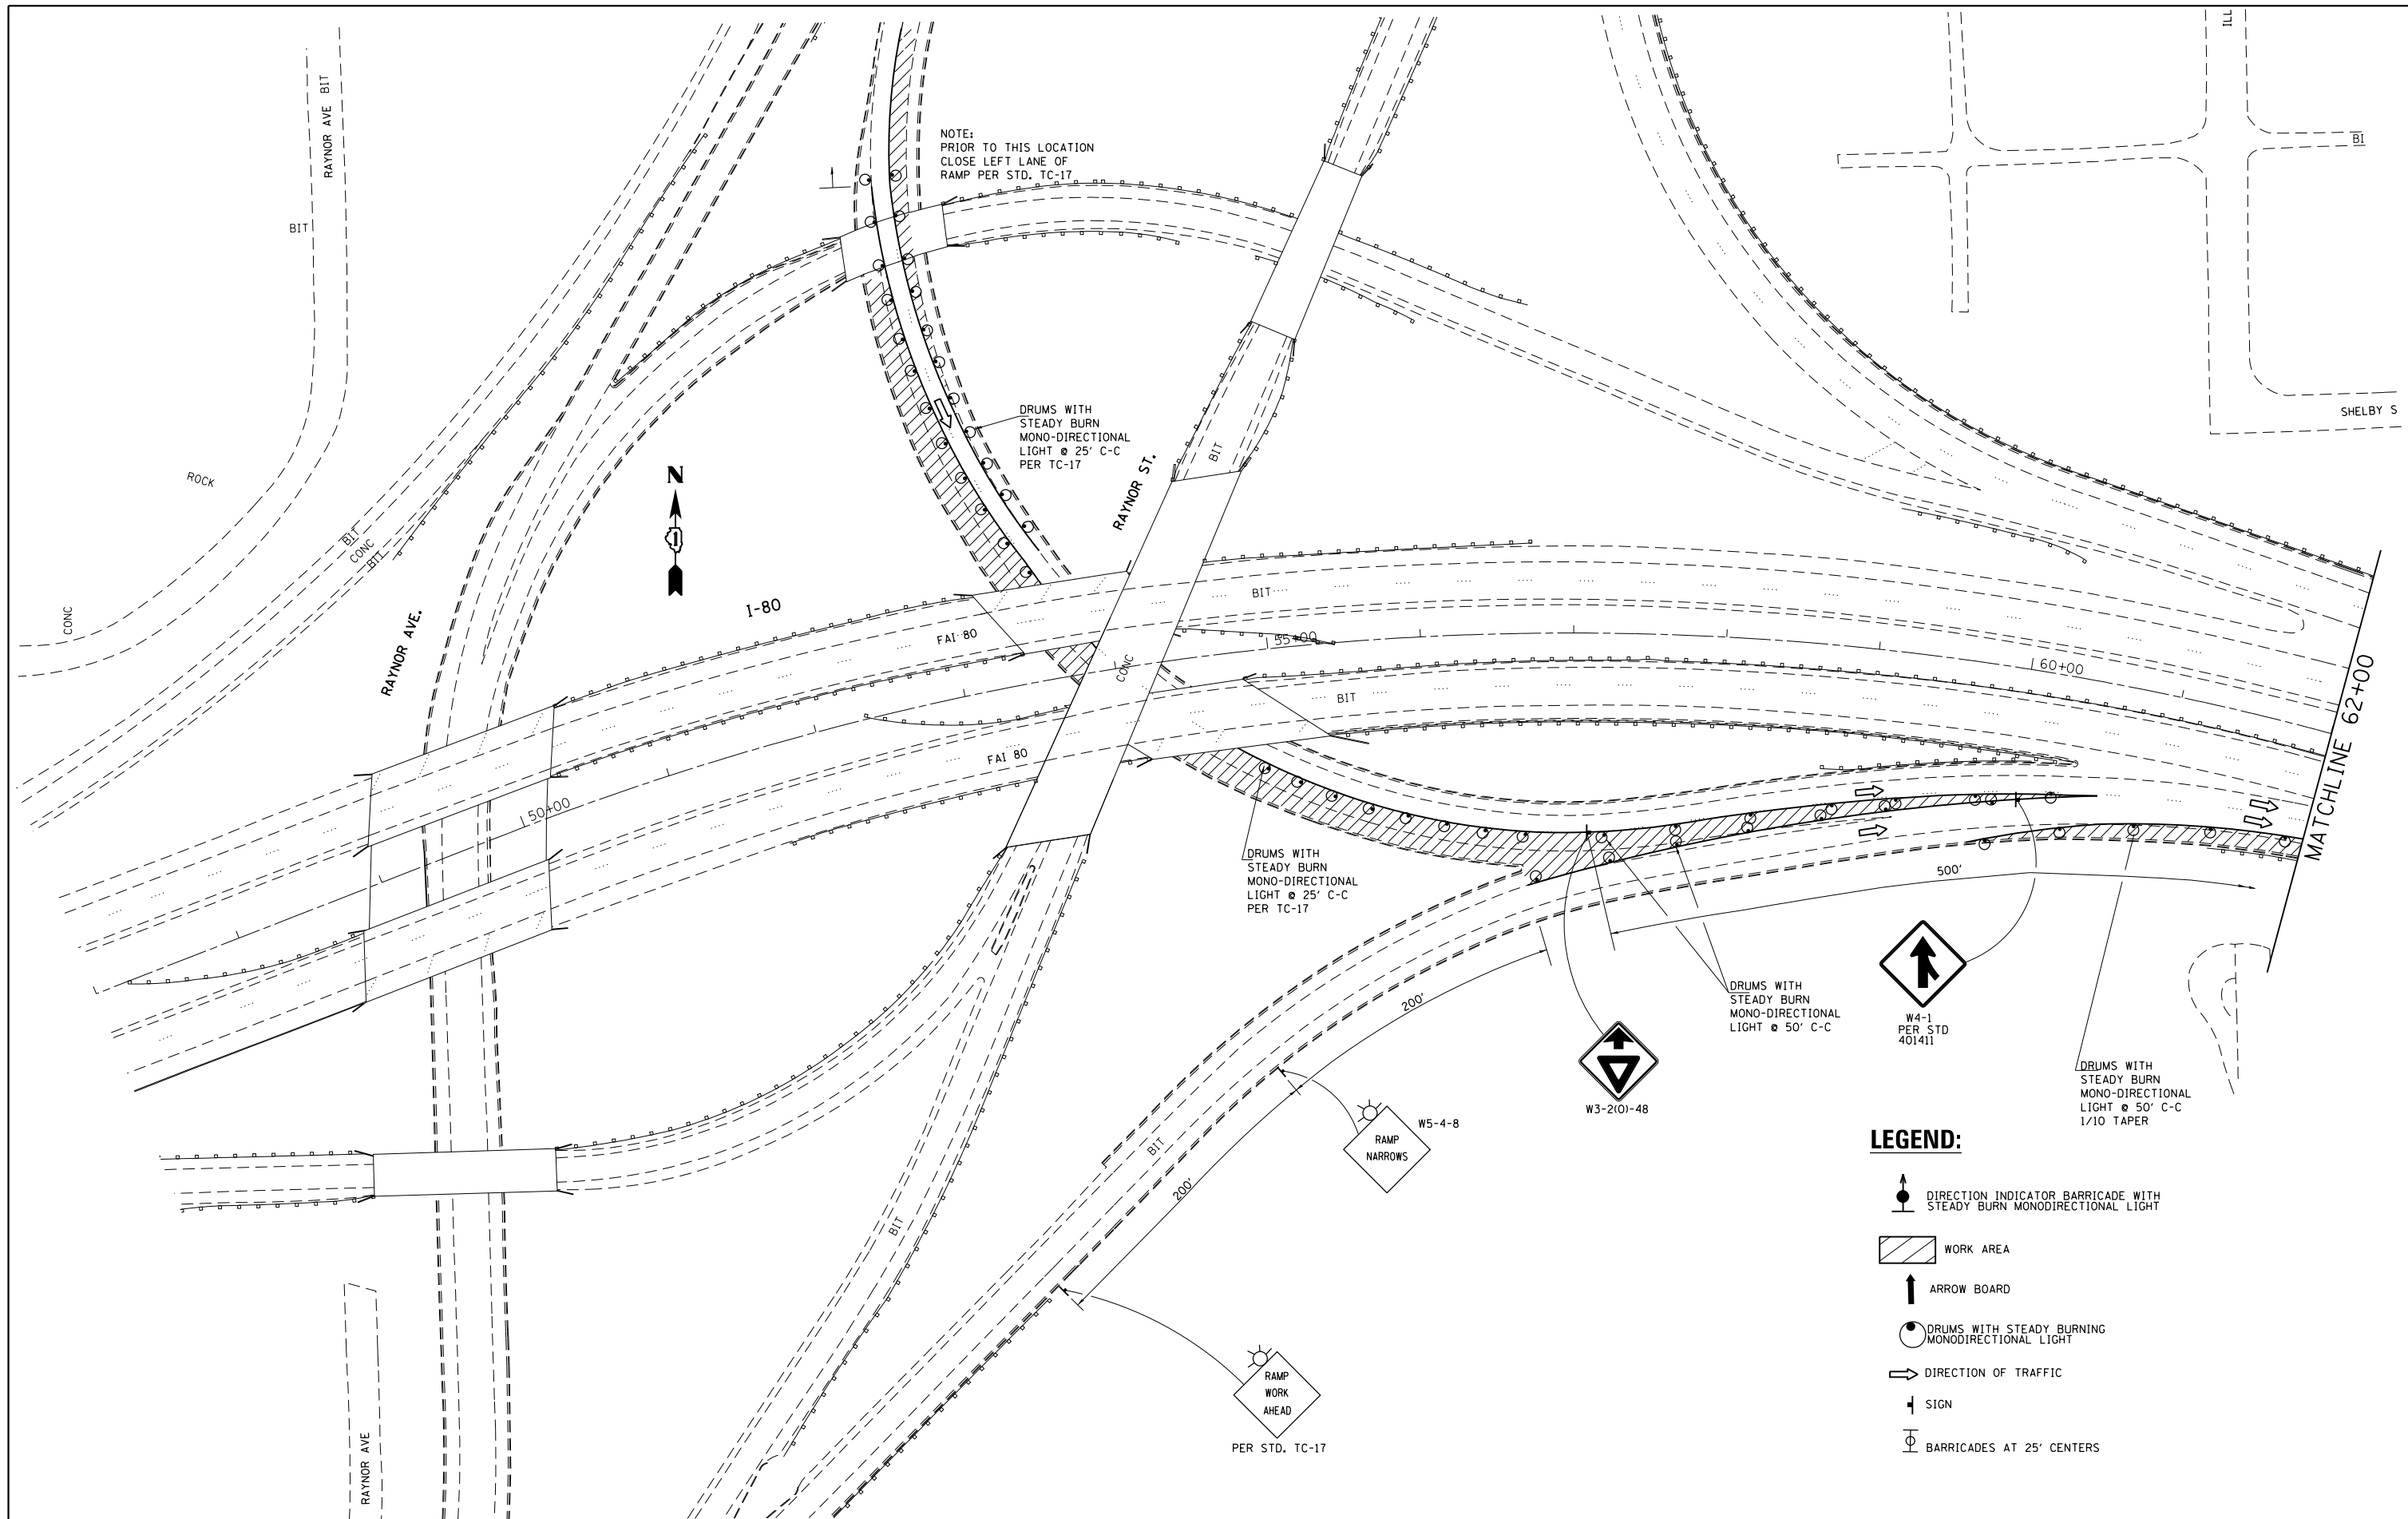 ILL
RAYNOR AVE BIT
BIT
NOTE:
PRIOR TO THIS LOCATION
CLOSE LEFT LANE OF
RAMP PER STD. TC-17
BI
SHELBY S
DRUMS WITH
STEADY BURN
MONO-DIRECTIONAL
LIGHT @ 25' C-C
PER TC-17
RAYNOR ST.
BIT
ROCK
N
1
BIT
CONC
BIT
CONC
RAYNOR AVE.
I-80
FAI 80
BIT
55+00
60+00
CONC
BIT
MATCHLINE 62+00
FAI 80
50+00
DRUMS WITH
STEADY BURN
MONO-DIRECTIONAL
LIGHT @ 25' C-C
PER TC-17
500'
200'
DRUMS WITH
STEADY BURN
MONO-DIRECTIONAL
LIGHT @ 50' C-C
W4-1
PER STD
401411
W3-2(O)-48
DRUMS WITH
STEADY BURN
MONO-DIRECTIONAL
LIGHT @ 50' C-C
1/10 TAPER
W5-4-8
RAMP
NARROWS
BIT
200'
BIT
RAMP
WORK
AHEAD
PER STD. TC-17
RAYNOR AVE
LEGEND:
DIRECTION INDICATOR BARRICADE WITH
STEADY BURN MONODIRECTIONAL LIGHT
WORK AREA
ARROW BOARD
DRUMS WITH STEADY BURNING
MONODIRECTIONAL LIGHT
DIRECTION OF TRAFFIC
SIGN
BARRICADES AT 25' CENTERS